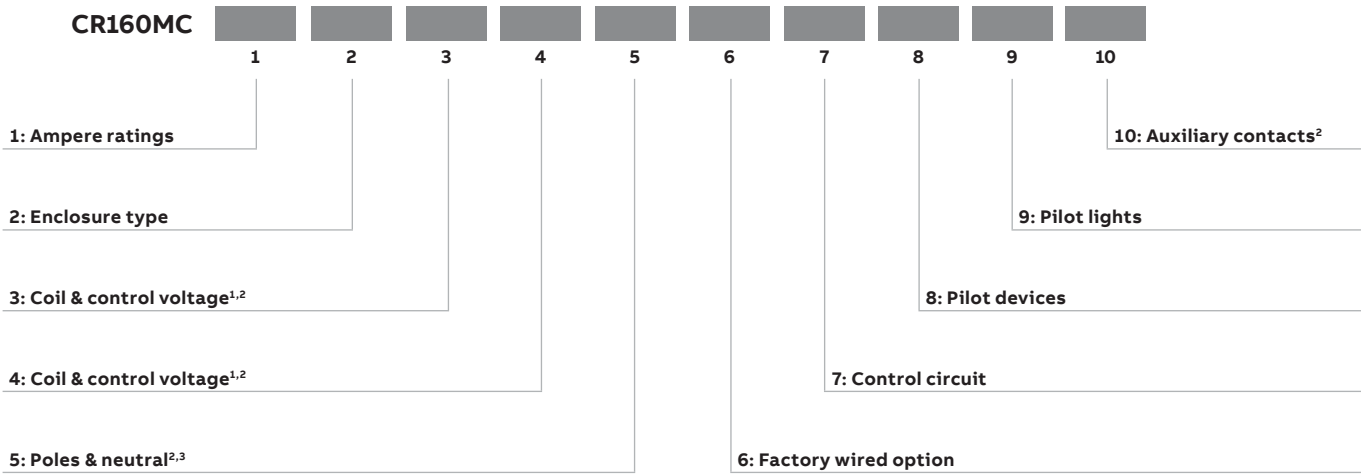 CR160MC
1 2 3 4 5 6 7 8 9 10
1: Ampere ratings
10: Auxiliary contacts²
2: Enclosure type
9: Pilot lights
3: Coil & control voltage¹,²
8: Pilot devices
4: Coil & control voltage¹,²
7: Control circuit
5: Poles & neutral²,³
6: Factory wired option